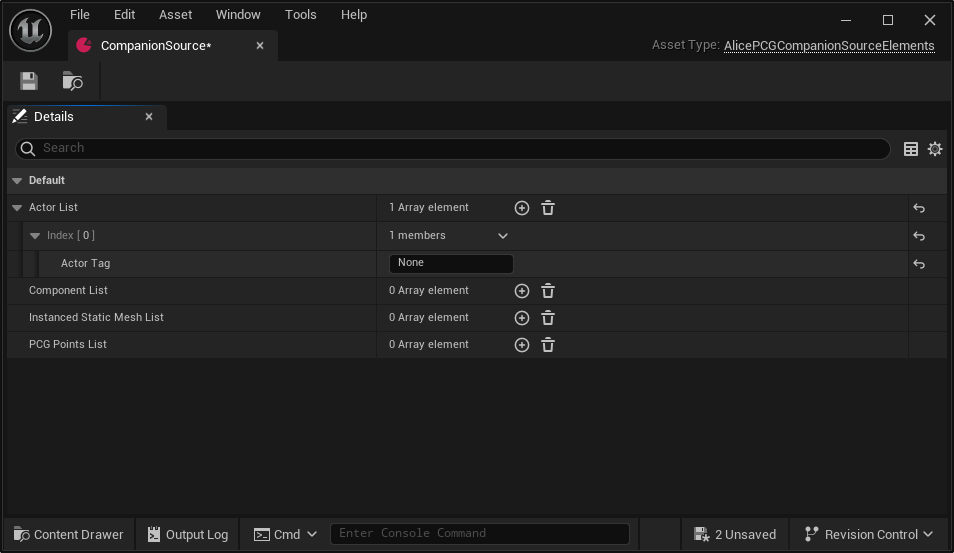 File Edit Asset Window Tools Help
CompanionSource*
Asset Type: AlicePCGCompanionSourceElements
Details
Search
Default
Actor List 1 Array element
Index [ 0 ] 1 members
Actor Tag None
Component List 0 Array element
Instanced Static Mesh List 0 Array element
PCG Points List 0 Array element
Content Drawer Output Log Cmd Enter Console Command 2 Unsaved Revision Control